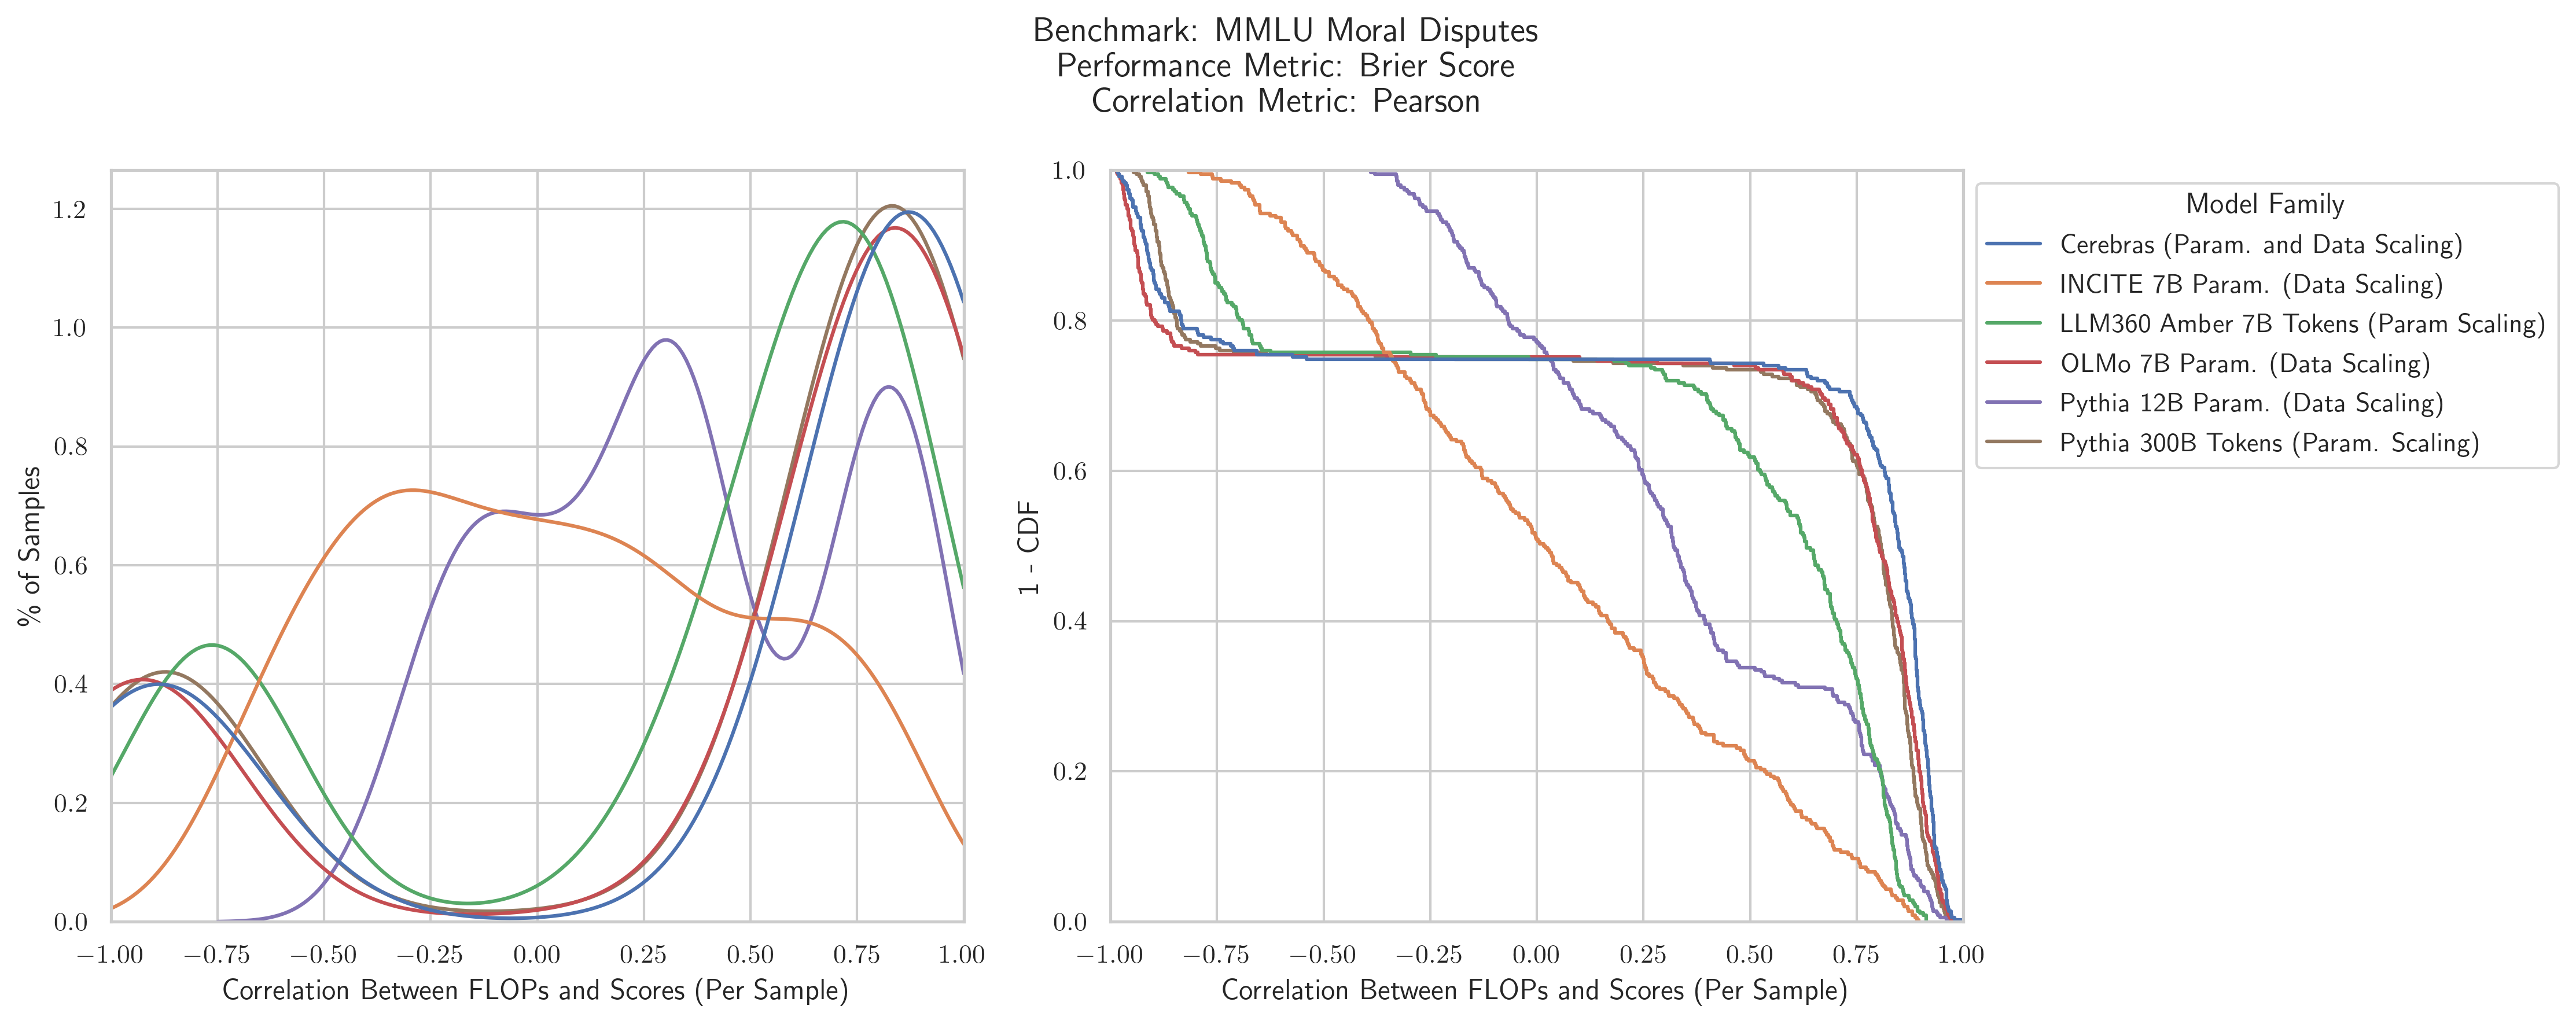 Benchmark: MMLU Moral Disputes
Performance Metric: Brier Score
Correlation Metric: Pearson
% of Samples
1.2
1.0
0.8
0.6
0.4
0.2
0.0
−1.00 −0.75 −0.50 −0.25 0.00 0.25 0.50 0.75 1.00
Correlation Between FLOPs and Scores (Per Sample)
1 - CDF
1.0
0.8
0.6
0.4
0.2
0.0
−1.00 −0.75 −0.50 −0.25 0.00 0.25 0.50 0.75 1.00
Correlation Between FLOPs and Scores (Per Sample)
Model Family
Cerebras (Param. and Data Scaling)
INCITE 7B Param. (Data Scaling)
LLM360 Amber 7B Tokens (Param Scaling)
OLMo 7B Param. (Data Scaling)
Pythia 12B Param. (Data Scaling)
Pythia 300B Tokens (Param. Scaling)